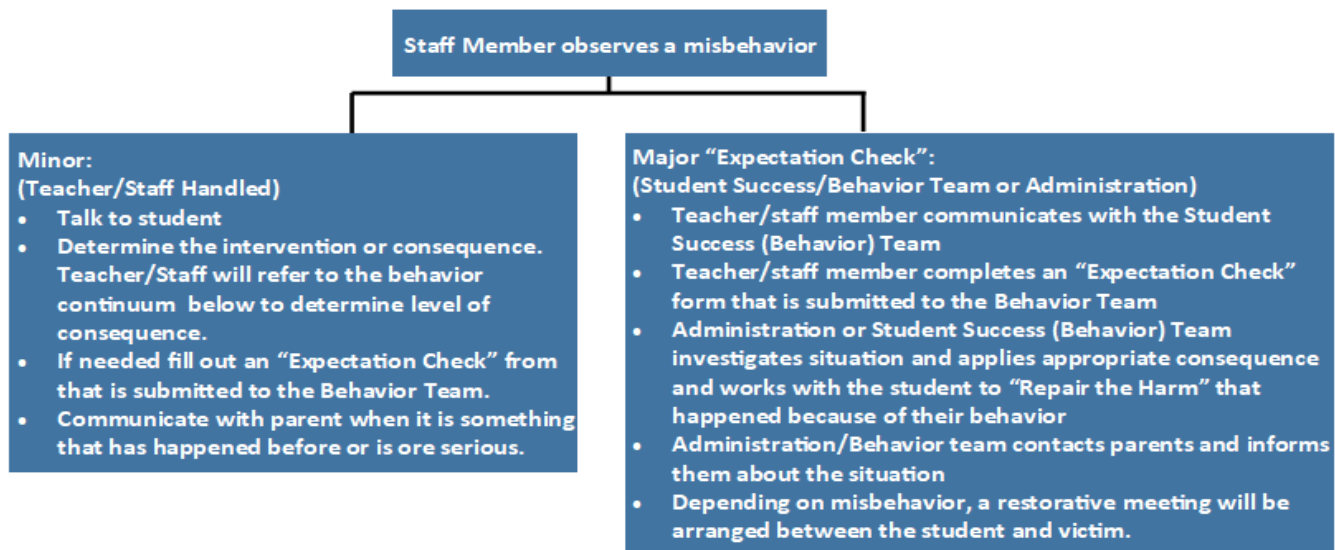 Staff Member observes a misbehavior
Minor:
(Teacher/Staff Handled)
• Talk to student
• Determine the intervention or consequence.
Teacher/Staff will refer to the behavior
continuum below to determine level of
consequence.
• If needed fill out an “Expectation Check” from
that is submitted to the Behavior Team.
• Communicate with parent when it is something
that has happened before or is ore serious.
Major “Expectation Check”:
(Student Success/Behavior Team or Administration)
• Teacher/staff member communicates with the Student
Success (Behavior) Team
• Teacher/staff member completes an “Expectation Check”
form that is submitted to the Behavior Team
• Administration or Student Success (Behavior) Team
investigates situation and applies appropriate consequence
and works with the student to “Repair the Harm” that
happened because of their behavior
• Administration/Behavior team contacts parents and informs
them about the situation
• Depending on misbehavior, a restorative meeting will be
arranged between the student and victim.